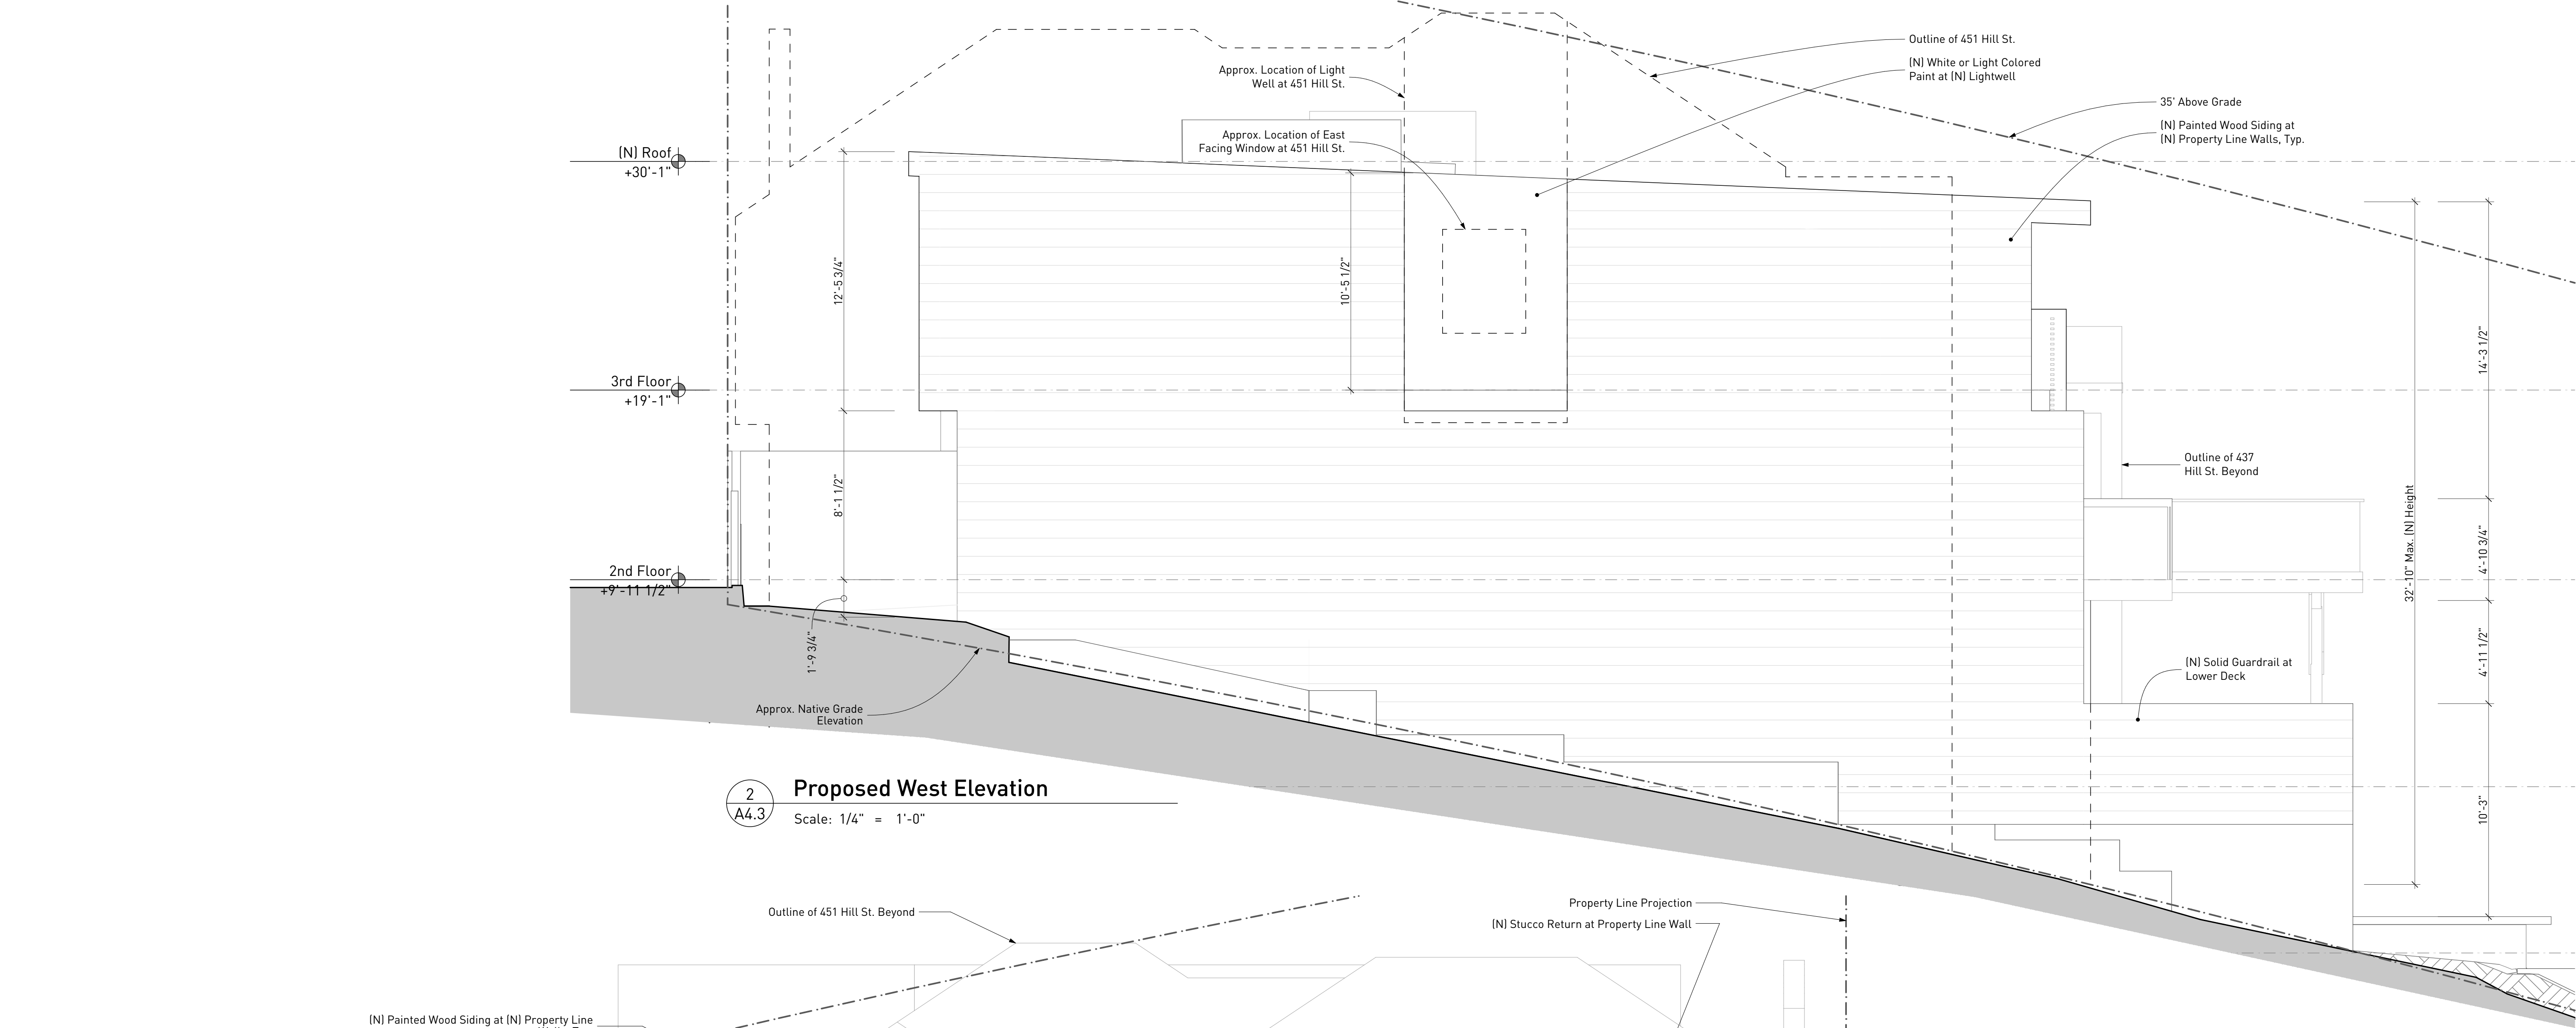 Outline of 451 Hill St.
(N) White or Light Colored
Paint at (N) Lightwell
Approx. Location of Light
Well at 451 Hill St.
35' Above Grade
(N) Painted Wood Siding at
(N) Property Line Walls, Typ.
Approx. Location of East
Facing Window at 451 Hill St.
(N) Roof
+30'-1"
12'-5 3/4"
10'-5 1/2"
14'-3 1/2"
3rd Floor
+19'-1"
Outline of 437
Hill St. Beyond
8'-1 1/2"
32'-10" Max. (N) Height
4'-10 3/4"
2nd Floor
+9'-11 1/2"
1'-9 3/4"
4'-11 1/2"
(N) Solid Guardrail at
Lower Deck
Approx. Native Grade
Elevation
10'-3"
2
A4.3
Proposed West Elevation
Scale: 1/4" = 1'-0"
Outline of 451 Hill St. Beyond
Property Line Projection
(N) Stucco Return at Property Line Wall
(N) Painted Wood Siding at (N) Property Line